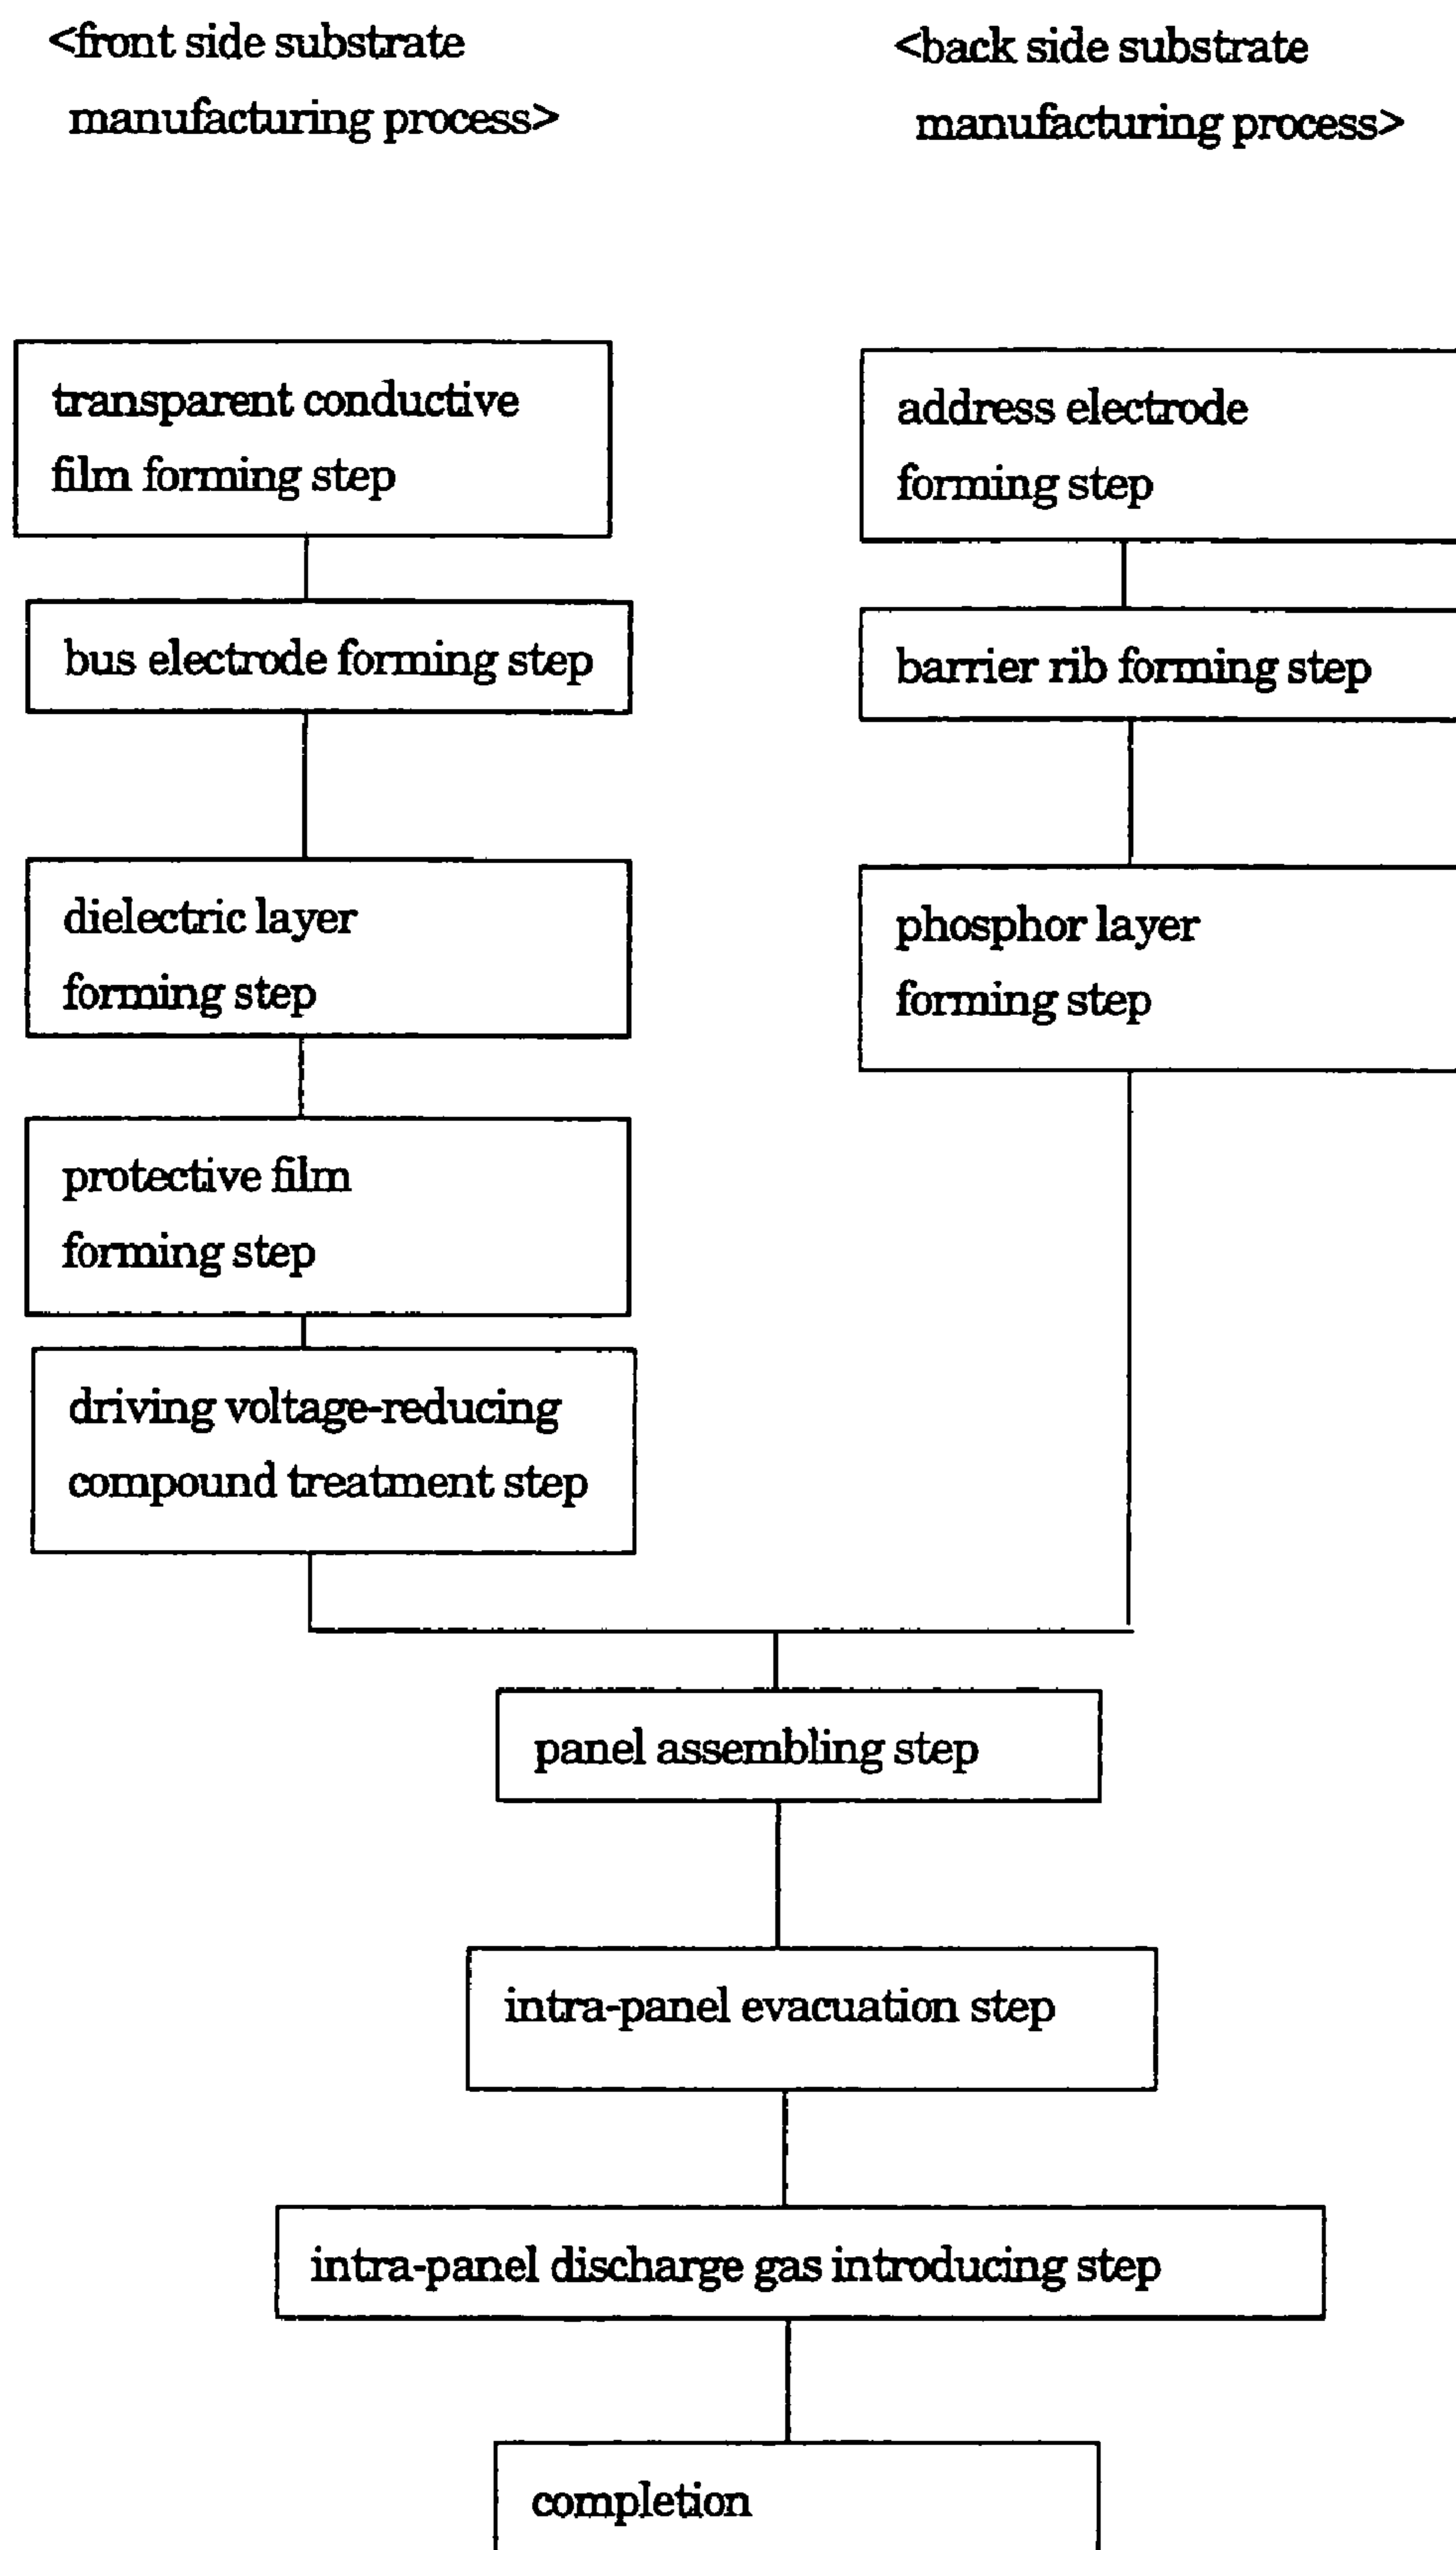 <front side substrate
manufacturing process>
<back side substrate
manufacturing process>
transparent conductive
film forming step
bus electrode forming step
dielectric layer
forming step
protective film
forming step
driving voltage-reducing
compound treatment step
address electrode
forming step
barrier rib forming step
phosphor layer
forming step
panel assembling step
intra-panel evacuation step
intra-panel discharge gas introducing step
completion